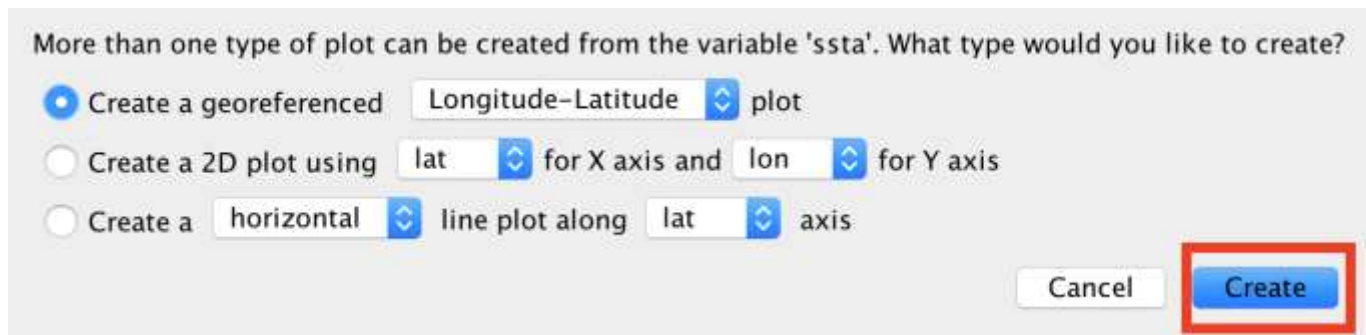 More than one type of plot can be created from the variable 'ssta'. What type would you like to create?
Create a georeferenced Longitude-Latitude plot
Create a 2D plot using lat for X axis and lon for Y axis
Create a horizontal line plot along lat axis
Cancel Create